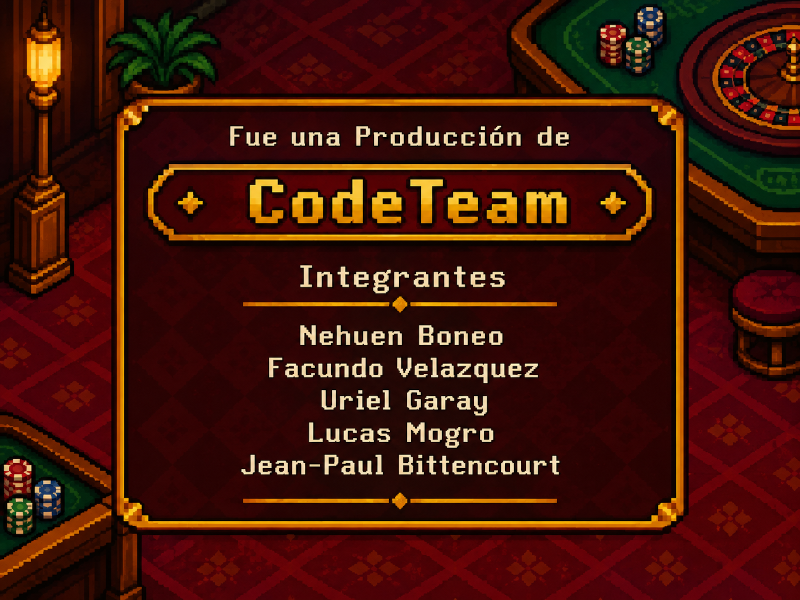 Fue una Producción de
CodeTeam
Integrantes
Nehuen Boneo
Facundo Velazquez
Uriel Garay
Lucas Mogro
Jean-Paul Bittencourt